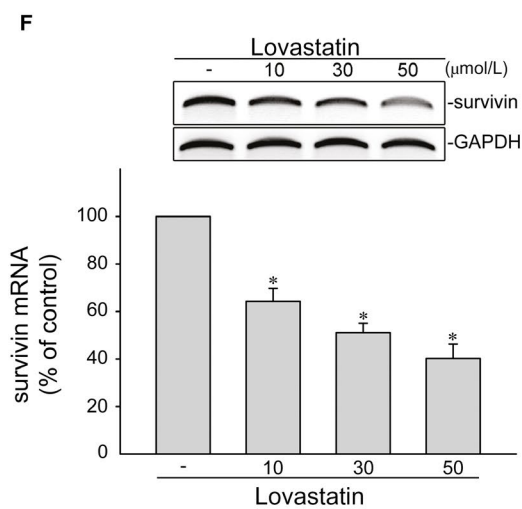 F
Lovastatin
- 10 30 50 (μmol/L)
-survivin
-GAPDH
survivin mRNA
(% of control)
100
80
60
40
20
0
* * *
- 10 30 50
Lovastatin